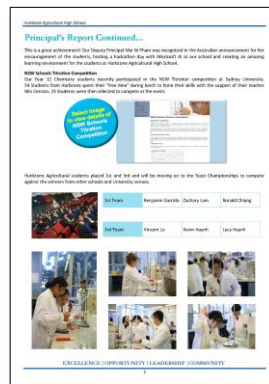 Hurlstone Agricultural High School
Principal's Report Continued...
This is a great achievement! Our Deputy Principal Mai Ni Pham was recognised in the Australian announcement for her
encouragement of the students, hosting a hackathon day with Microsoft AI at our school and creating an amazing
learning environment for the students at Hurlstone Agricultural High School.
NSW Schools Titration Competition
Our Year 12 Chemistry students recently participated in the NSW Titration competition at Sydney University.
54 Students from Hurlstone spent their "free time" during lunch to hone their skills with the support of their teacher
Mrs 23 Students were then selected to compete at the event.
Select image
to view details of
NSW Schools
Titration
Competition
Hurlstone Agricultural students placed 1st and 3rd and will be moving on to the State Championships to compete
against the winners from other schools and University venues.
1st Team Benjamin Garrido Zachary Lam Ronald Chiang
3rd Team Vincent Le Kevin Huynh Lucy Huynh
EXCELLENCE |OPPORTUNITY |LEADERSHIP |COMMUNITY